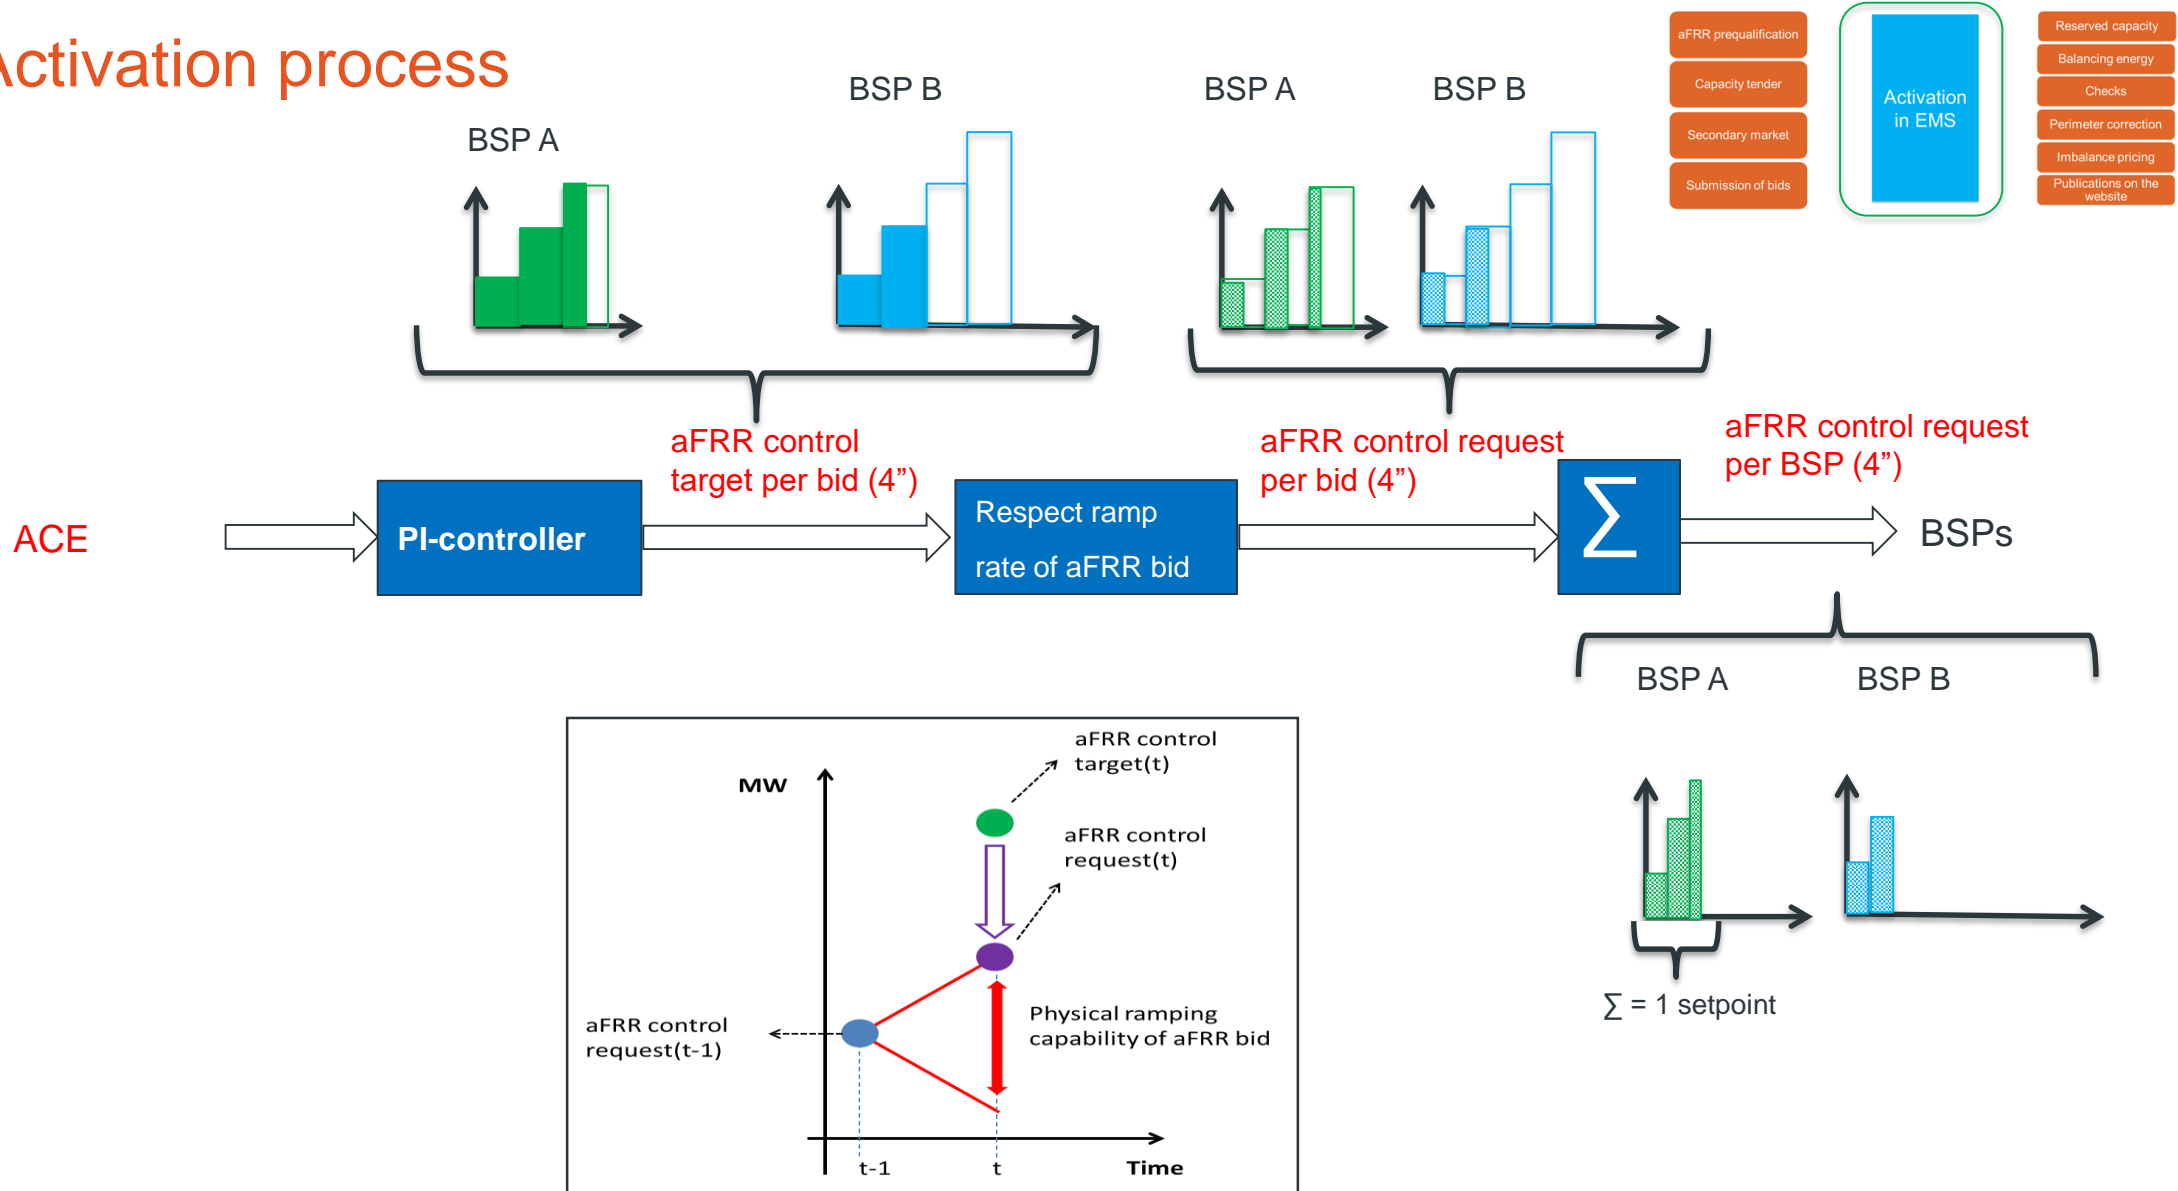 Activation process
BSP A
BSP B
BSP A
BSP B
aFRR prequalification
Capacity tender
Secondary market
Submission of bids
Activation
in EMS
Reserved capacity
Balancing energy
Checks
Perimeter correction
Imbalance pricing
Publications on the
website
ACE
PI-controller
aFRR control
target per bid (4”)
Respect ramp
rate of aFRR bid
aFRR control request
per bid (4”)
∑
aFRR control request
per BSP (4”)
BSPs
BSP A
BSP B
∑ = 1 setpoint
MW
aFRR control
target(t)
aFRR control
request(t)
aFRR control
request(t-1)
Physical ramping
capability of aFRR bid
t-1
t
Time